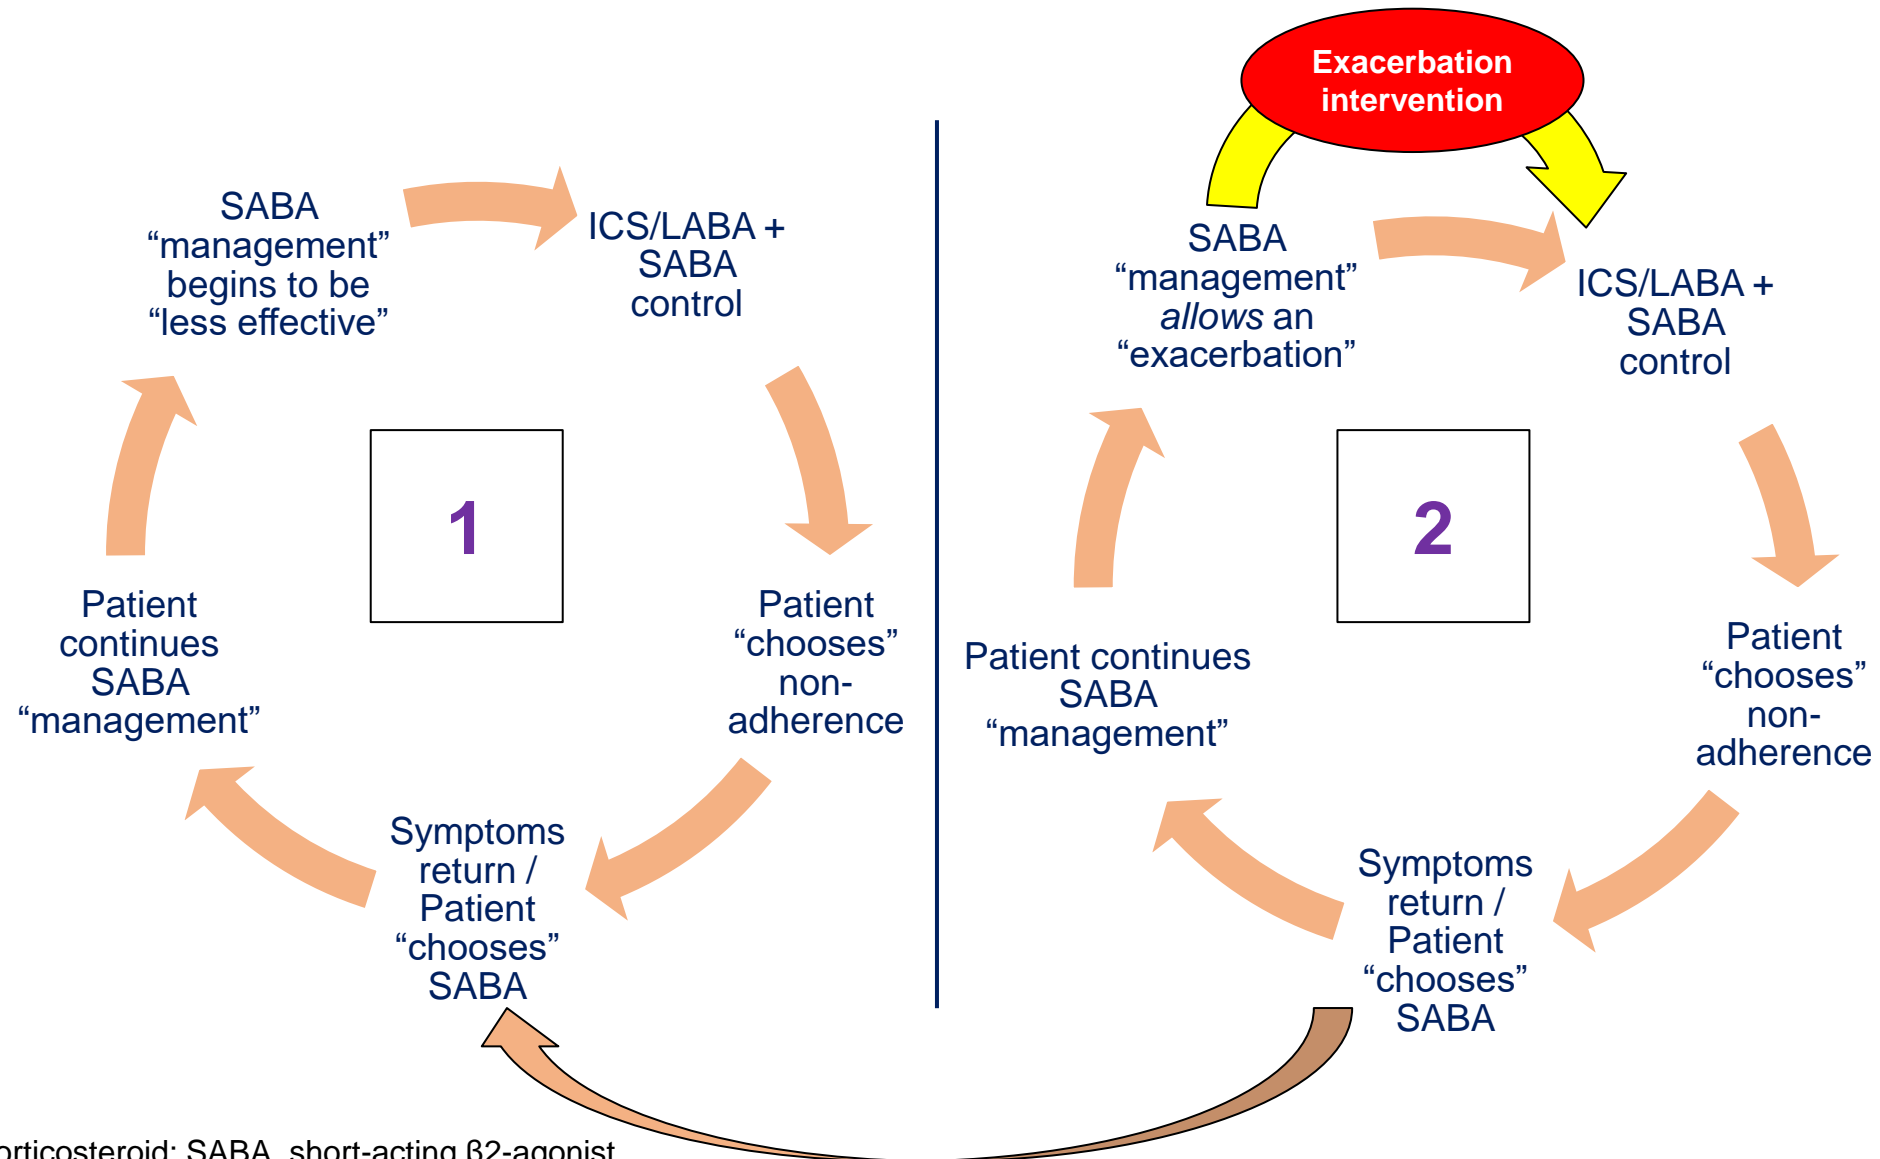 SABA
“management”
begins to be
“less effective”
ICS/LABA +
SABA
control
Patient
“chooses”
non-
adherence
Symptoms
return /
Patient
“chooses”
SABA
Patient
continues
SABA
“management”
1
Exacerbation
intervention
SABA
“management”
allows an
“exacerbation”
ICS/LABA +
SABA
control
Patient
“chooses”
non-
adherence
Symptoms
return /
Patient
“chooses”
SABA
Patient continues
SABA
“management”
2
orticosteroid; SABA, short-acting β2-agonist